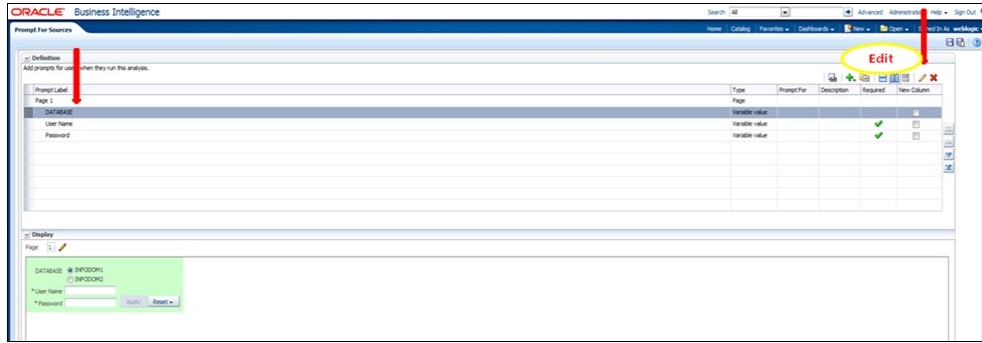 ORACLE Business Intelligence
Search All Advanced Administration Help Sign Out
Prompt For Sources
Home Catalog Favorites Dashboards New Open Signed In As weblogic
Definition
Add prompts for users when they run this analysis.
Edit
Prompt Label Type Prompt For Description Required New Column
Page 1 Page
DATABASE Variable value
User Name Variable value
Password Variable value
Display
Page 1
DATABASE INFODOM1
INFODOM2
* User Name
* Password Apply Reset